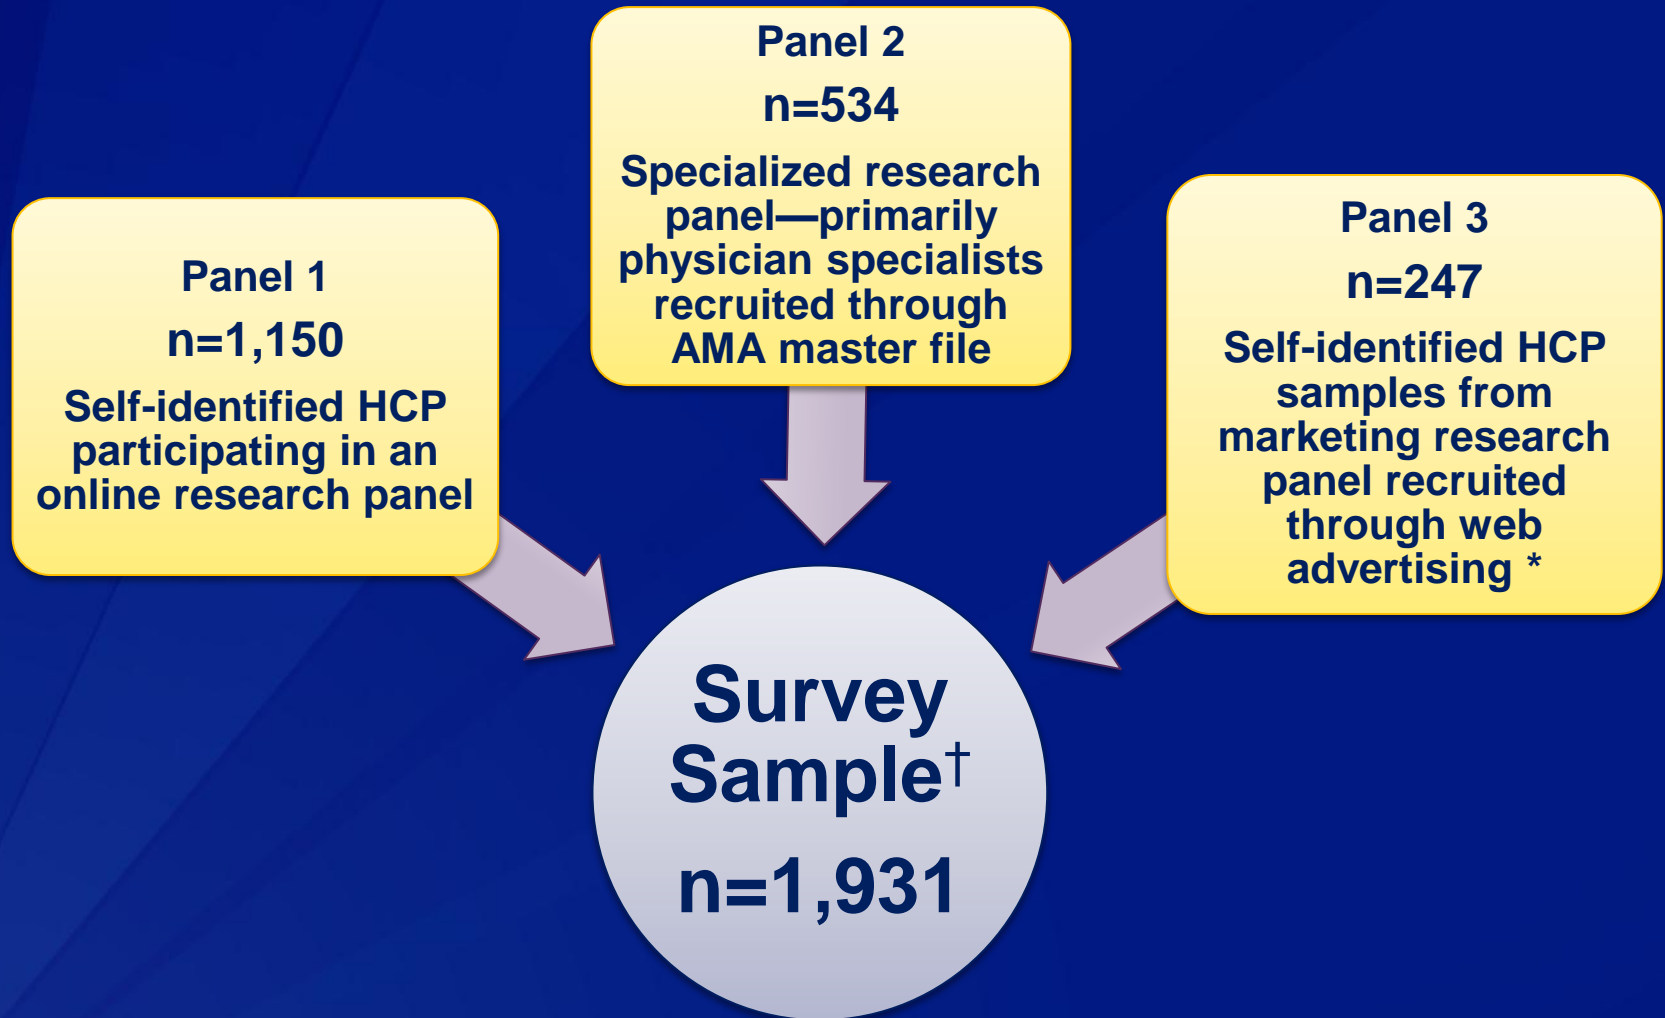 Panel 1
n=1,150
Self-identified HCP
participating in an
online research panel
Panel 2
n=534
Specialized research
panel—primarily
physician specialists
recruited through
AMA master file
Panel 3
n=247
Self-identified HCP
samples from
marketing research
panel recruited
through web
advertising *
Survey
Sample†
n=1,931